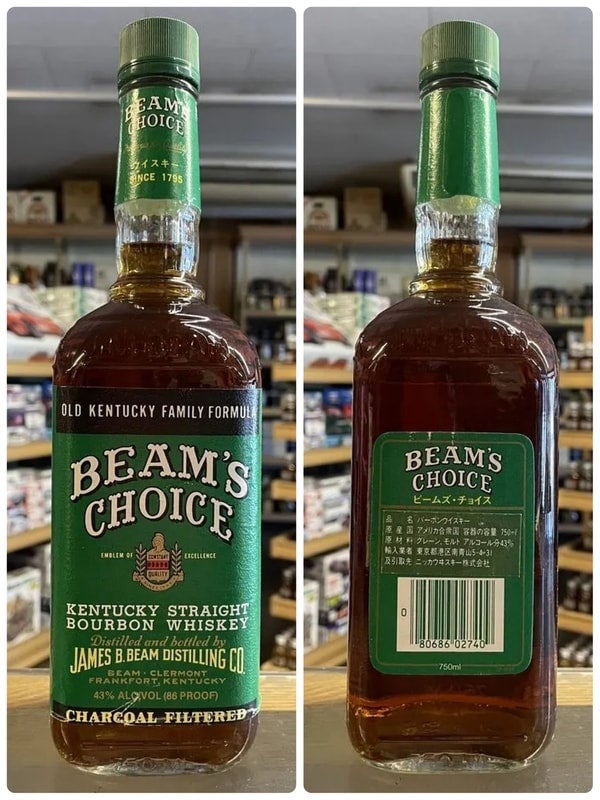 BEAM'S
CHOICE
ウイスキー
SINCE 1795
OLD KENTUCKY FAMILY FORMULA
BEAM'S
CHOICE
EMBLEM OF EXCELLENCE
CONSTANT
QUALITY
KENTUCKY STRAIGHT
BOURBON WHISKEY
Distilled and bottled by
JAMES B. BEAM DISTILLING CO.
BEAM · CLERMONT
FRANKFORT, KENTUCKY
43% ALC/VOL (86 PROOF)
CHARCOAL FILTERED
BEAM'S
CHOICE
ビームズ・チョイス
品名 バーボンウイスキー
原産国 アメリカ合衆国 容器の容量 750ml
原材料 グレーン、モルト アルコール分43%
輸入業者 東京都港区南青山5-4-31
及引取先 ニッカウヰスキー株式会社
0 80686 02740
750ml